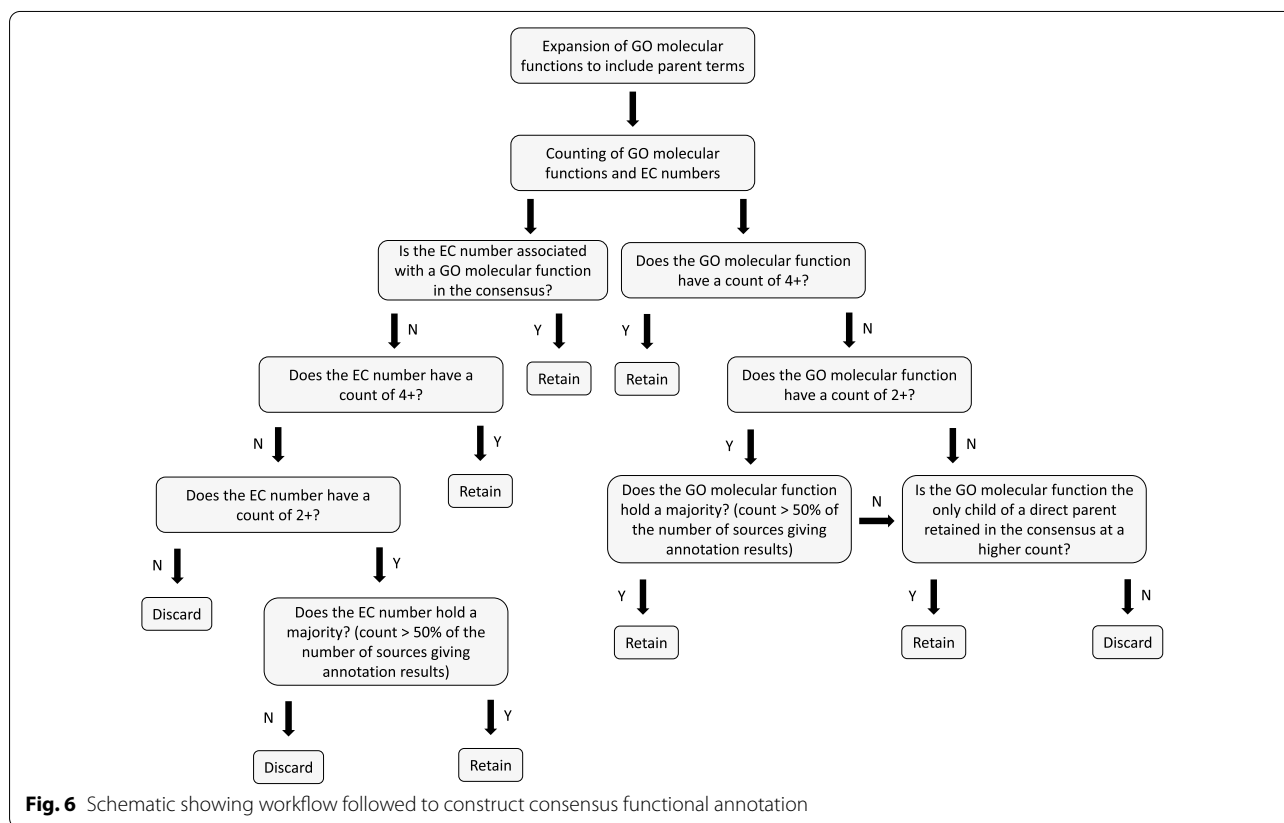 Expansion of GO molecular
functions to include parent terms
Counting of GO molecular
functions and EC numbers
Is the EC number associated
with a GO molecular function
in the consensus?
Does the GO molecular function
have a count of 4+?
N
Y
Y
N
Does the EC number have a
count of 4+?
Retain
Retain
Does the GO molecular function
have a count of 2+?
N
Y
Y
N
Does the EC number have a
count of 2+?
Retain
Does the GO molecular function
hold a majority? (count > 50% of
the number of sources giving
annotation results)
N
Is the GO molecular function the
only child of a direct parent
retained in the consensus at a
higher count?
N
Y
Y
Y
N
Discard
Does the EC number hold a
majority? (count > 50% of the
number of sources giving
annotation results)
Retain
Retain
Discard
N
Y
Discard
Retain
Fig. 6 Schematic showing workflow followed to construct consensus functional annotation